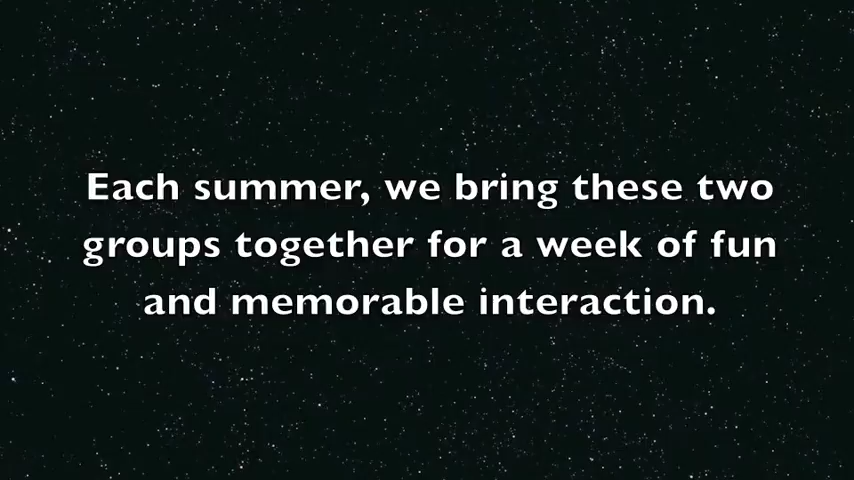 Each summer, we bring these two
groups together for a week of fun
and memorable interaction.